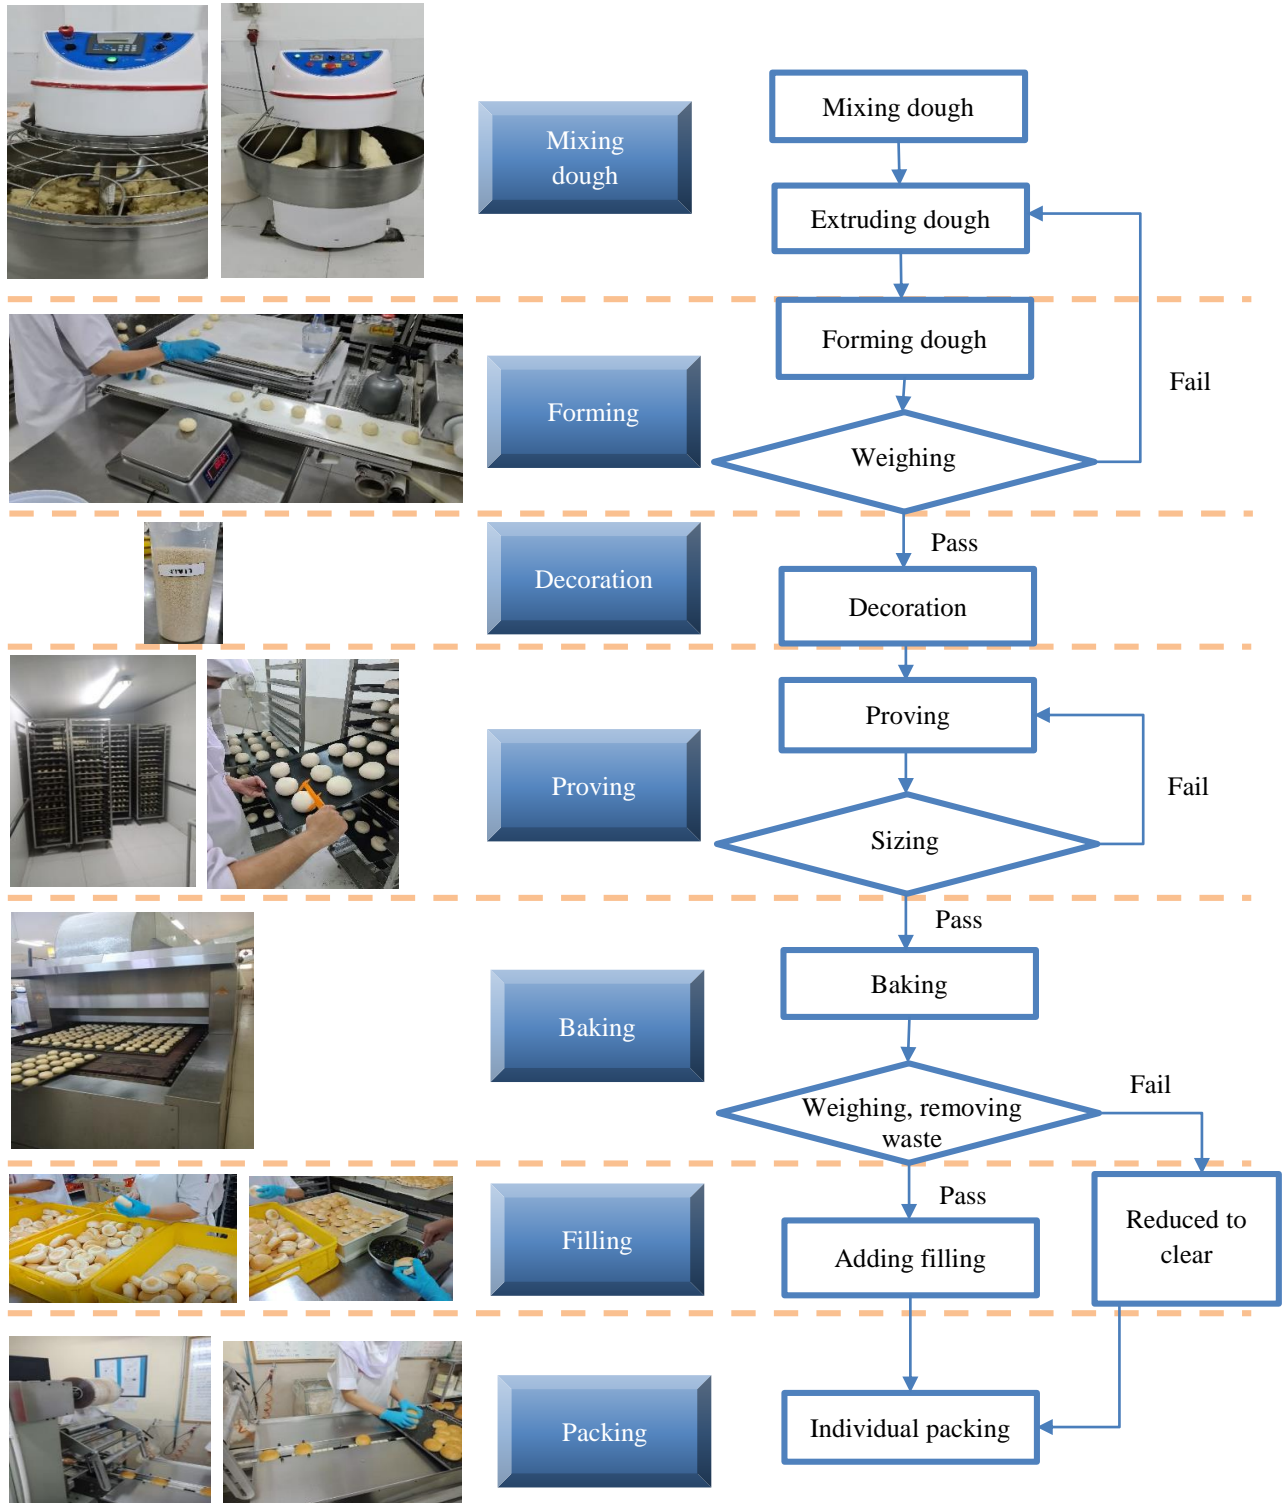 Mixing
dough
Mixing dough
Extruding dough
Forming dough
Fail
Forming
Weighing
Pass
Decoration
Decoration
Proving
Proving
Fail
Sizing
Pass
Baking
Baking
Fail
Weighing, removing
waste
Pass
Filling
Adding filling
Reduced to
clear
Packing
Individual packing